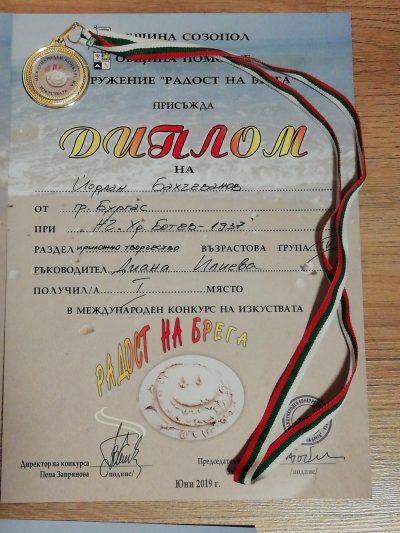 ОБЩИНА СОЗОПОЛ
ОБЩИНА ПОМОРИЕ
СДРУЖЕНИЕ "РАДОСТ НА БРЕГА"
ПРИСЪЖДА
ДИПЛОМ
НА
Йордан Бахчеванов
ОТ гр. Бургас
ПРИ "Хр. Ботев - 1937"
РАЗДЕЛ приложно творчество ВЪЗРАСТОВА ГРУПА
РЪКОВОДИТЕЛ Диана Илиева
ПОЛУЧИЛ/А I МЯСТО
В МЕЖДУНАРОДЕН КОНКУРС НА ИЗКУСТВАТА
РАДОСТ НА БРЕГА
Директор на конкурса
Пепа Запрянова /подпис/
Председател
/подпис/
Юни 2019 г.